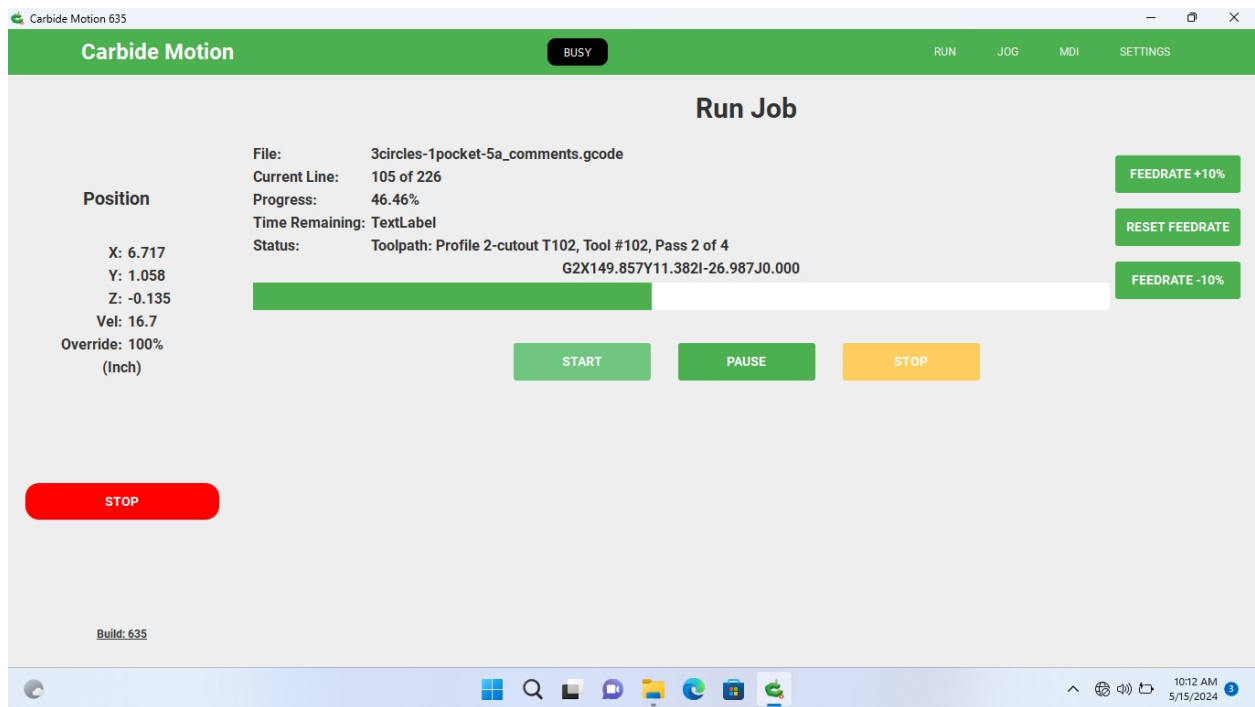 Carbide Motion 635
Carbide Motion
BUSY
RUN JOG MDI SETTINGS
Run Job
File: 3circles-1pocket-5a_comments.gcode
Current Line: 105 of 226
Progress: 46.46%
Time Remaining: TextLabel
Status: Toolpath: Profile 2-cutout T102, Tool #102, Pass 2 of 4
G2X149.857Y11.382I-26.987J0.000
FEEDRATE +10%
RESET FEEDRATE
FEEDRATE -10%
Position
X: 6.717
Y: 1.058
Z: -0.135
Vel: 16.7
Override: 100%
(Inch)
START PAUSE STOP
STOP
Build: 635
10:12 AM
5/15/2024
3